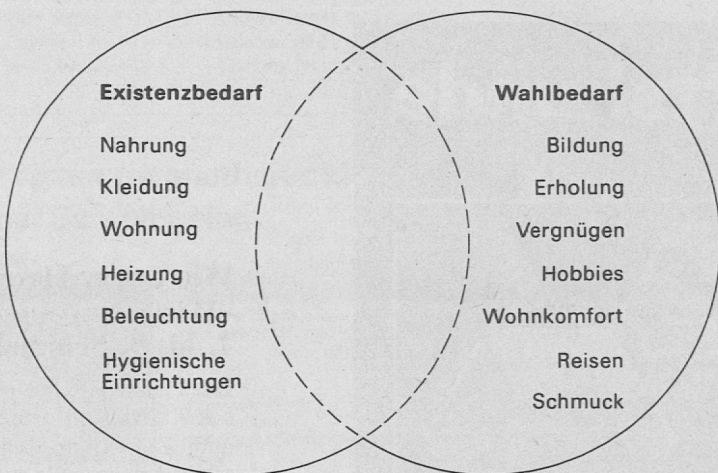 Existenzbedarf
Nahrung
Kleidung
Wohnung
Heizung
Beleuchtung
Hygienische
Einrichtungen
Wahlbedarf
Bildung
Erholung
Vergnügen
Hobbies
Wohnkomfort
Reisen
Schmuck